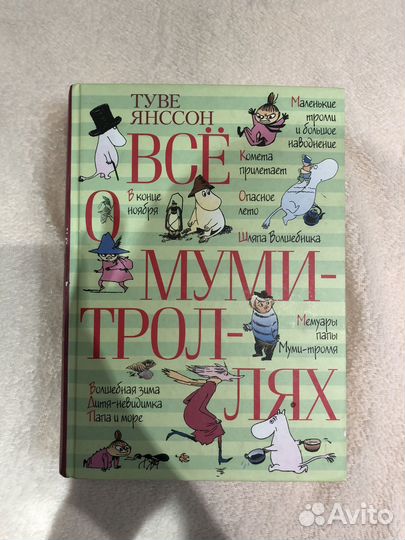 ТУВЕ
ЯНССОН
ВСЁ
О
МУМИ-
ТРОЛ-
ЛЯХ
Маленькие
тролли
и большое
наводнение
Комета
прилетает
В конце
ноября
Опасное
лето
Шляпа Волшебника
Мемуары
папы
Муми-тролля
Волшебная зима
Дитя-невидимка
Папа и море
Avito